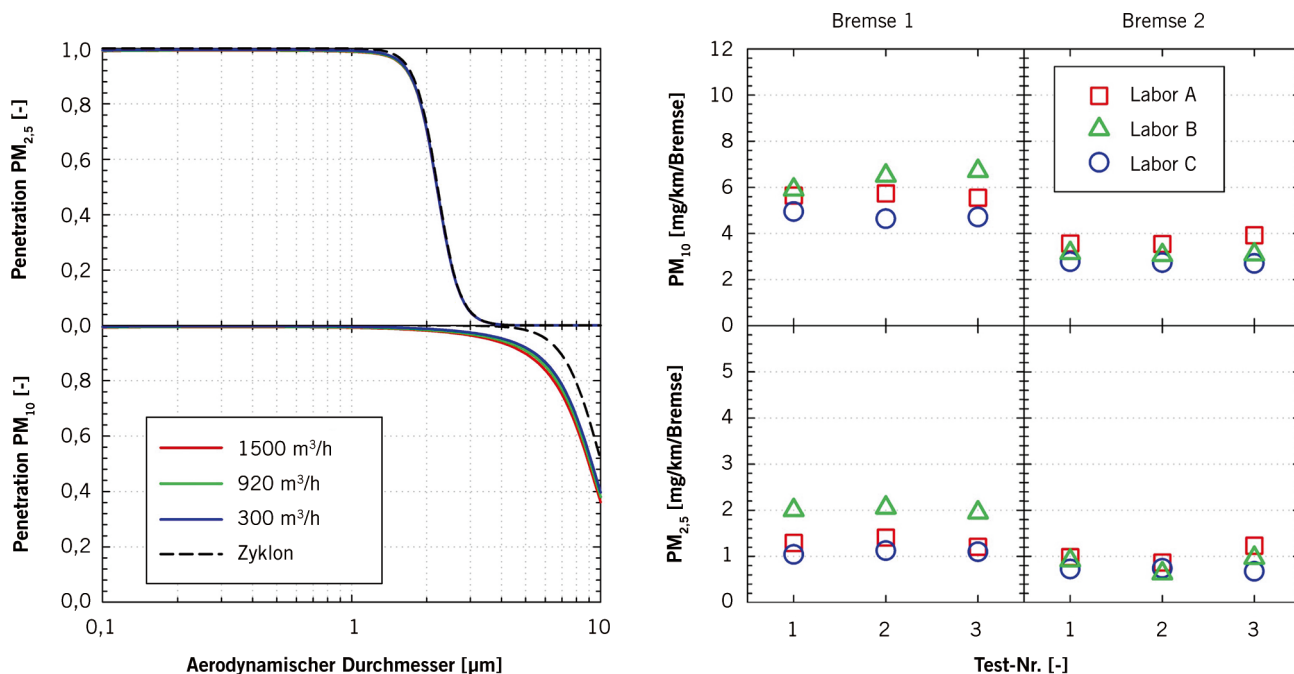 Penetration PM2,5 [-]
1,0
0,8
0,6
0,4
0,2
0,0
Penetration PM10 [-]
0,8
0,6
0,4
0,2
0,0
1500 m³/h
920 m³/h
300 m³/h
Zyklon
0,1
1
10
Aerodynamischer Durchmesser [µm]
Bremse 1
Bremse 2
PM10 [mg/km/Bremse]
12
10
8
6
4
2
0
Labor A
Labor B
Labor C
PM2,5 [mg/km/Bremse]
5
4
3
2
1
0
1
2
3
1
2
3
Test-Nr. [-]